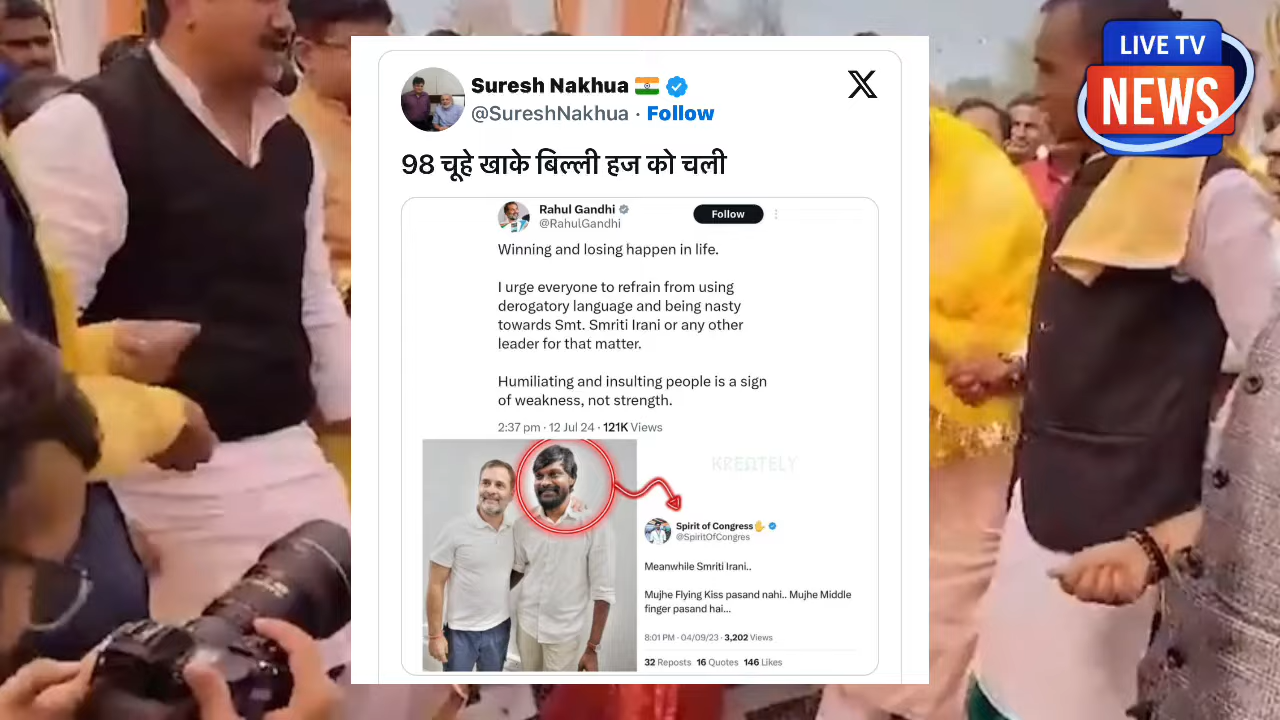 LIVE TV
NEWS
Suresh Nakhua 🇮🇳
@SureshNakhua · Follow
98 चूहे खाके बिल्ली हज को चली
Rahul Gandhi
@RahulGandhi
Follow
Winning and losing happen in life.
I urge everyone to refrain from using
derogatory language and being nasty
towards Smt. Smriti Irani or any other
leader for that matter.
Humiliating and insulting people is a sign
of weakness, not strength.
2:37 pm · 12 Jul 24 · 121K Views
KREATELY
Spirit of Congress✋
@SpiritOfCongres
Meanwhile Smriti Irani..
Mujhe Flying Kiss pasand nahi.. Mujhe Middle
finger pasand hai...
8:01 PM · 04/09/23 · 3,202 Views
32 Reposts 16 Quotes 146 Likes